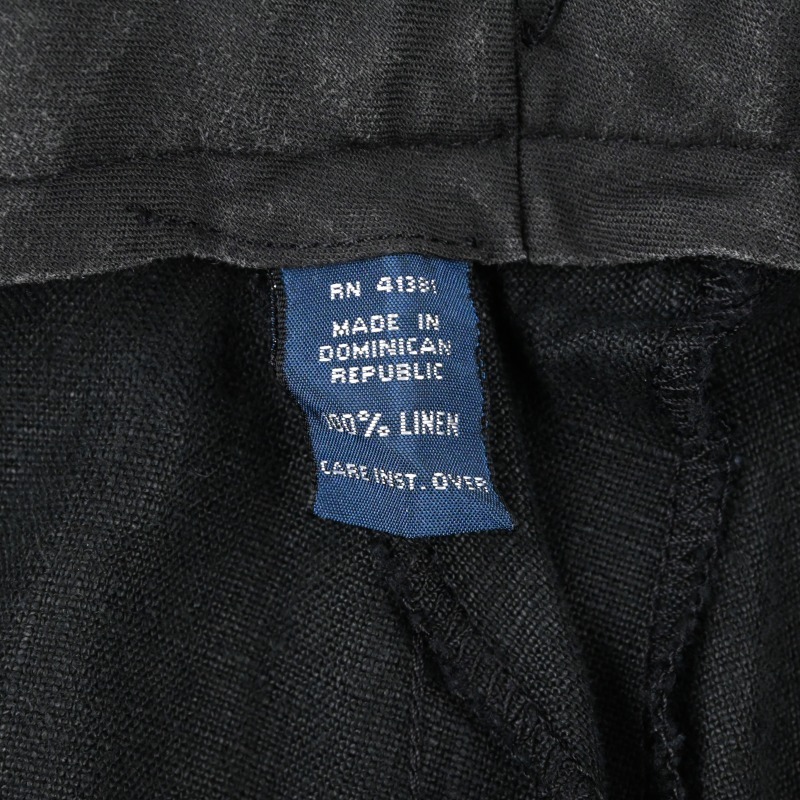 RN 41381
MADE IN
DOMINICAN
REPUBLIC
100% LINEN
CARE INST. OVER